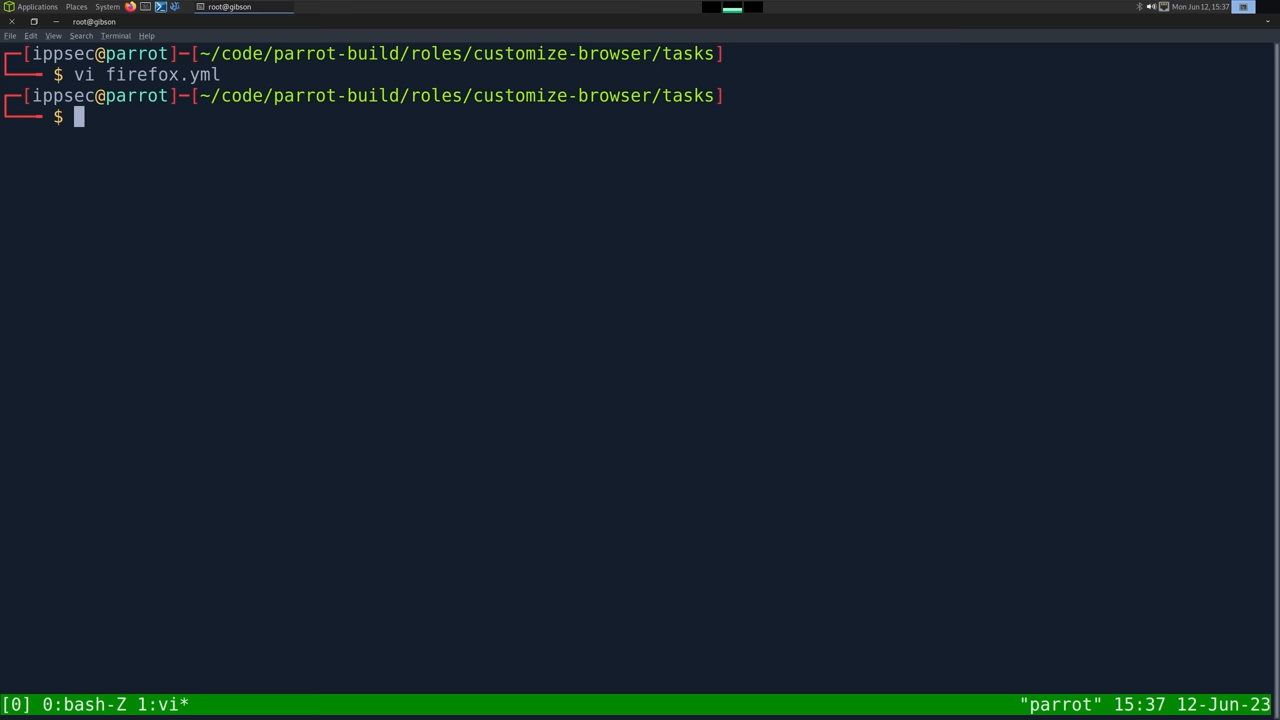 Applications Places System root@gibson Mon Jun 12, 15:37
root@gibson
File Edit View Search Terminal Help
┌─[ippsec@parrot]─[~/code/parrot-build/roles/customize-browser/tasks]
└──╼ $ vi firefox.yml
┌─[ippsec@parrot]─[~/code/parrot-build/roles/customize-browser/tasks]
└──╼ $
[0] 0:bash-Z 1:vi* "parrot" 15:37 12-Jun-23